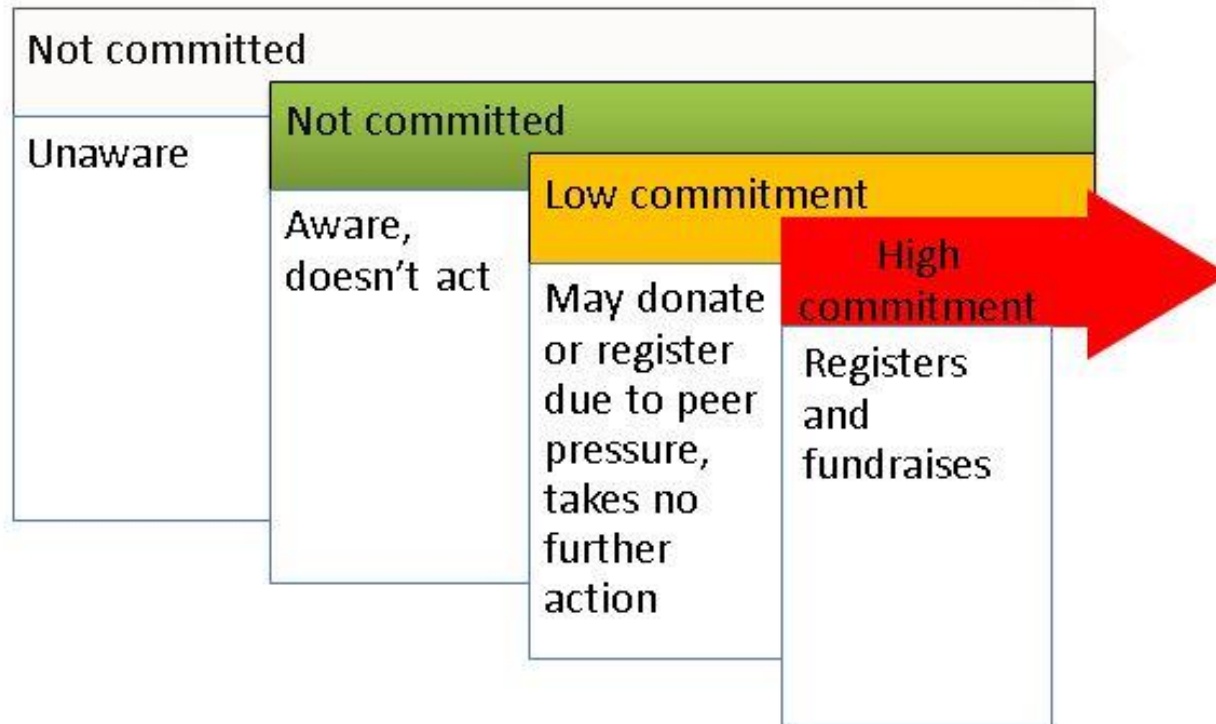 Not committed
Unaware
Not committed
Aware,
doesn’t act
Low commitment
May donate
or register
due to peer
pressure,
takes no
further
action
High
commitment
Registers
and
fundraises